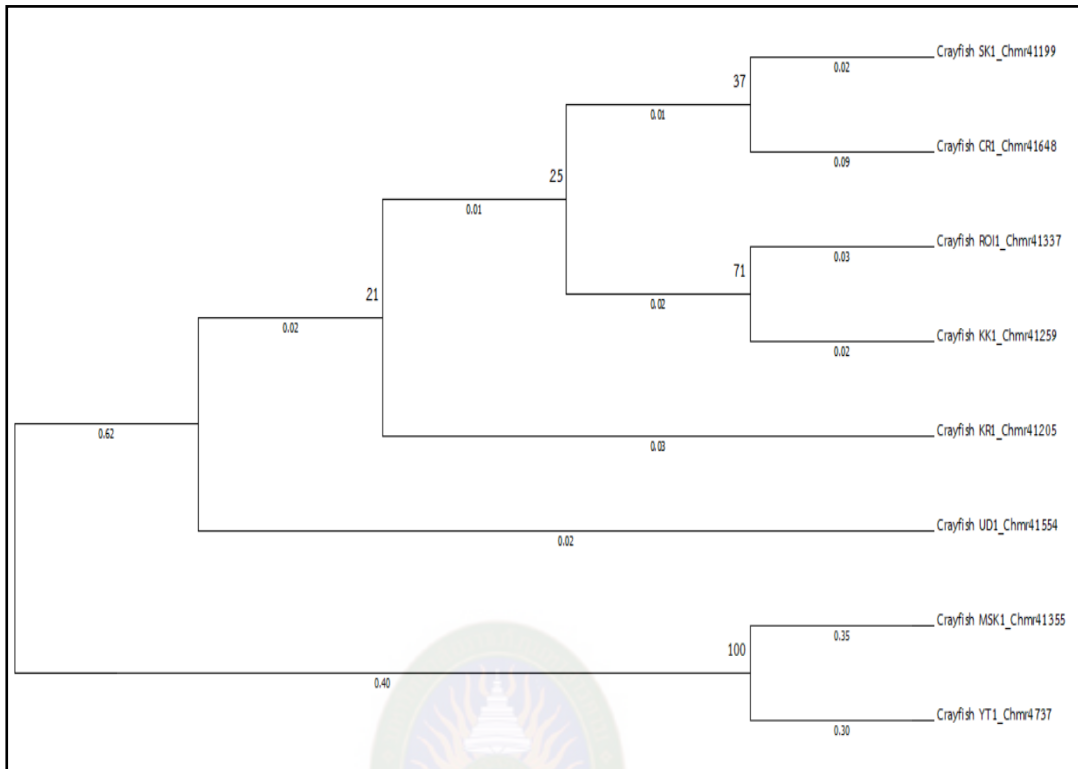 Crayfish SK1_Chmr41199
0.02
37
0.01
Crayfish CR1_Chmr41648
0.09
25
0.01
Crayfish ROI1_Chmr41337
0.03
71
0.02
Crayfish KK1_Chmr41259
0.02
21
0.02
Crayfish KR1_Chmr41205
0.03
0.62
Crayfish UD1_Chmr41554
0.02
Crayfish MSK1_Chmr41355
0.35
100
0.40
Crayfish YT1_Chmr4737
0.30